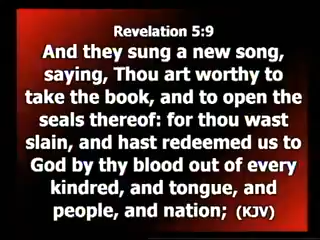 Revelation 5:9
And they sung a new song,
saying, Thou art worthy to
take the book, and to open the
seals thereof: for thou wast
slain, and hast redeemed us to
God by thy blood out of every
kindred, and tongue, and
people, and nation; (KJV)